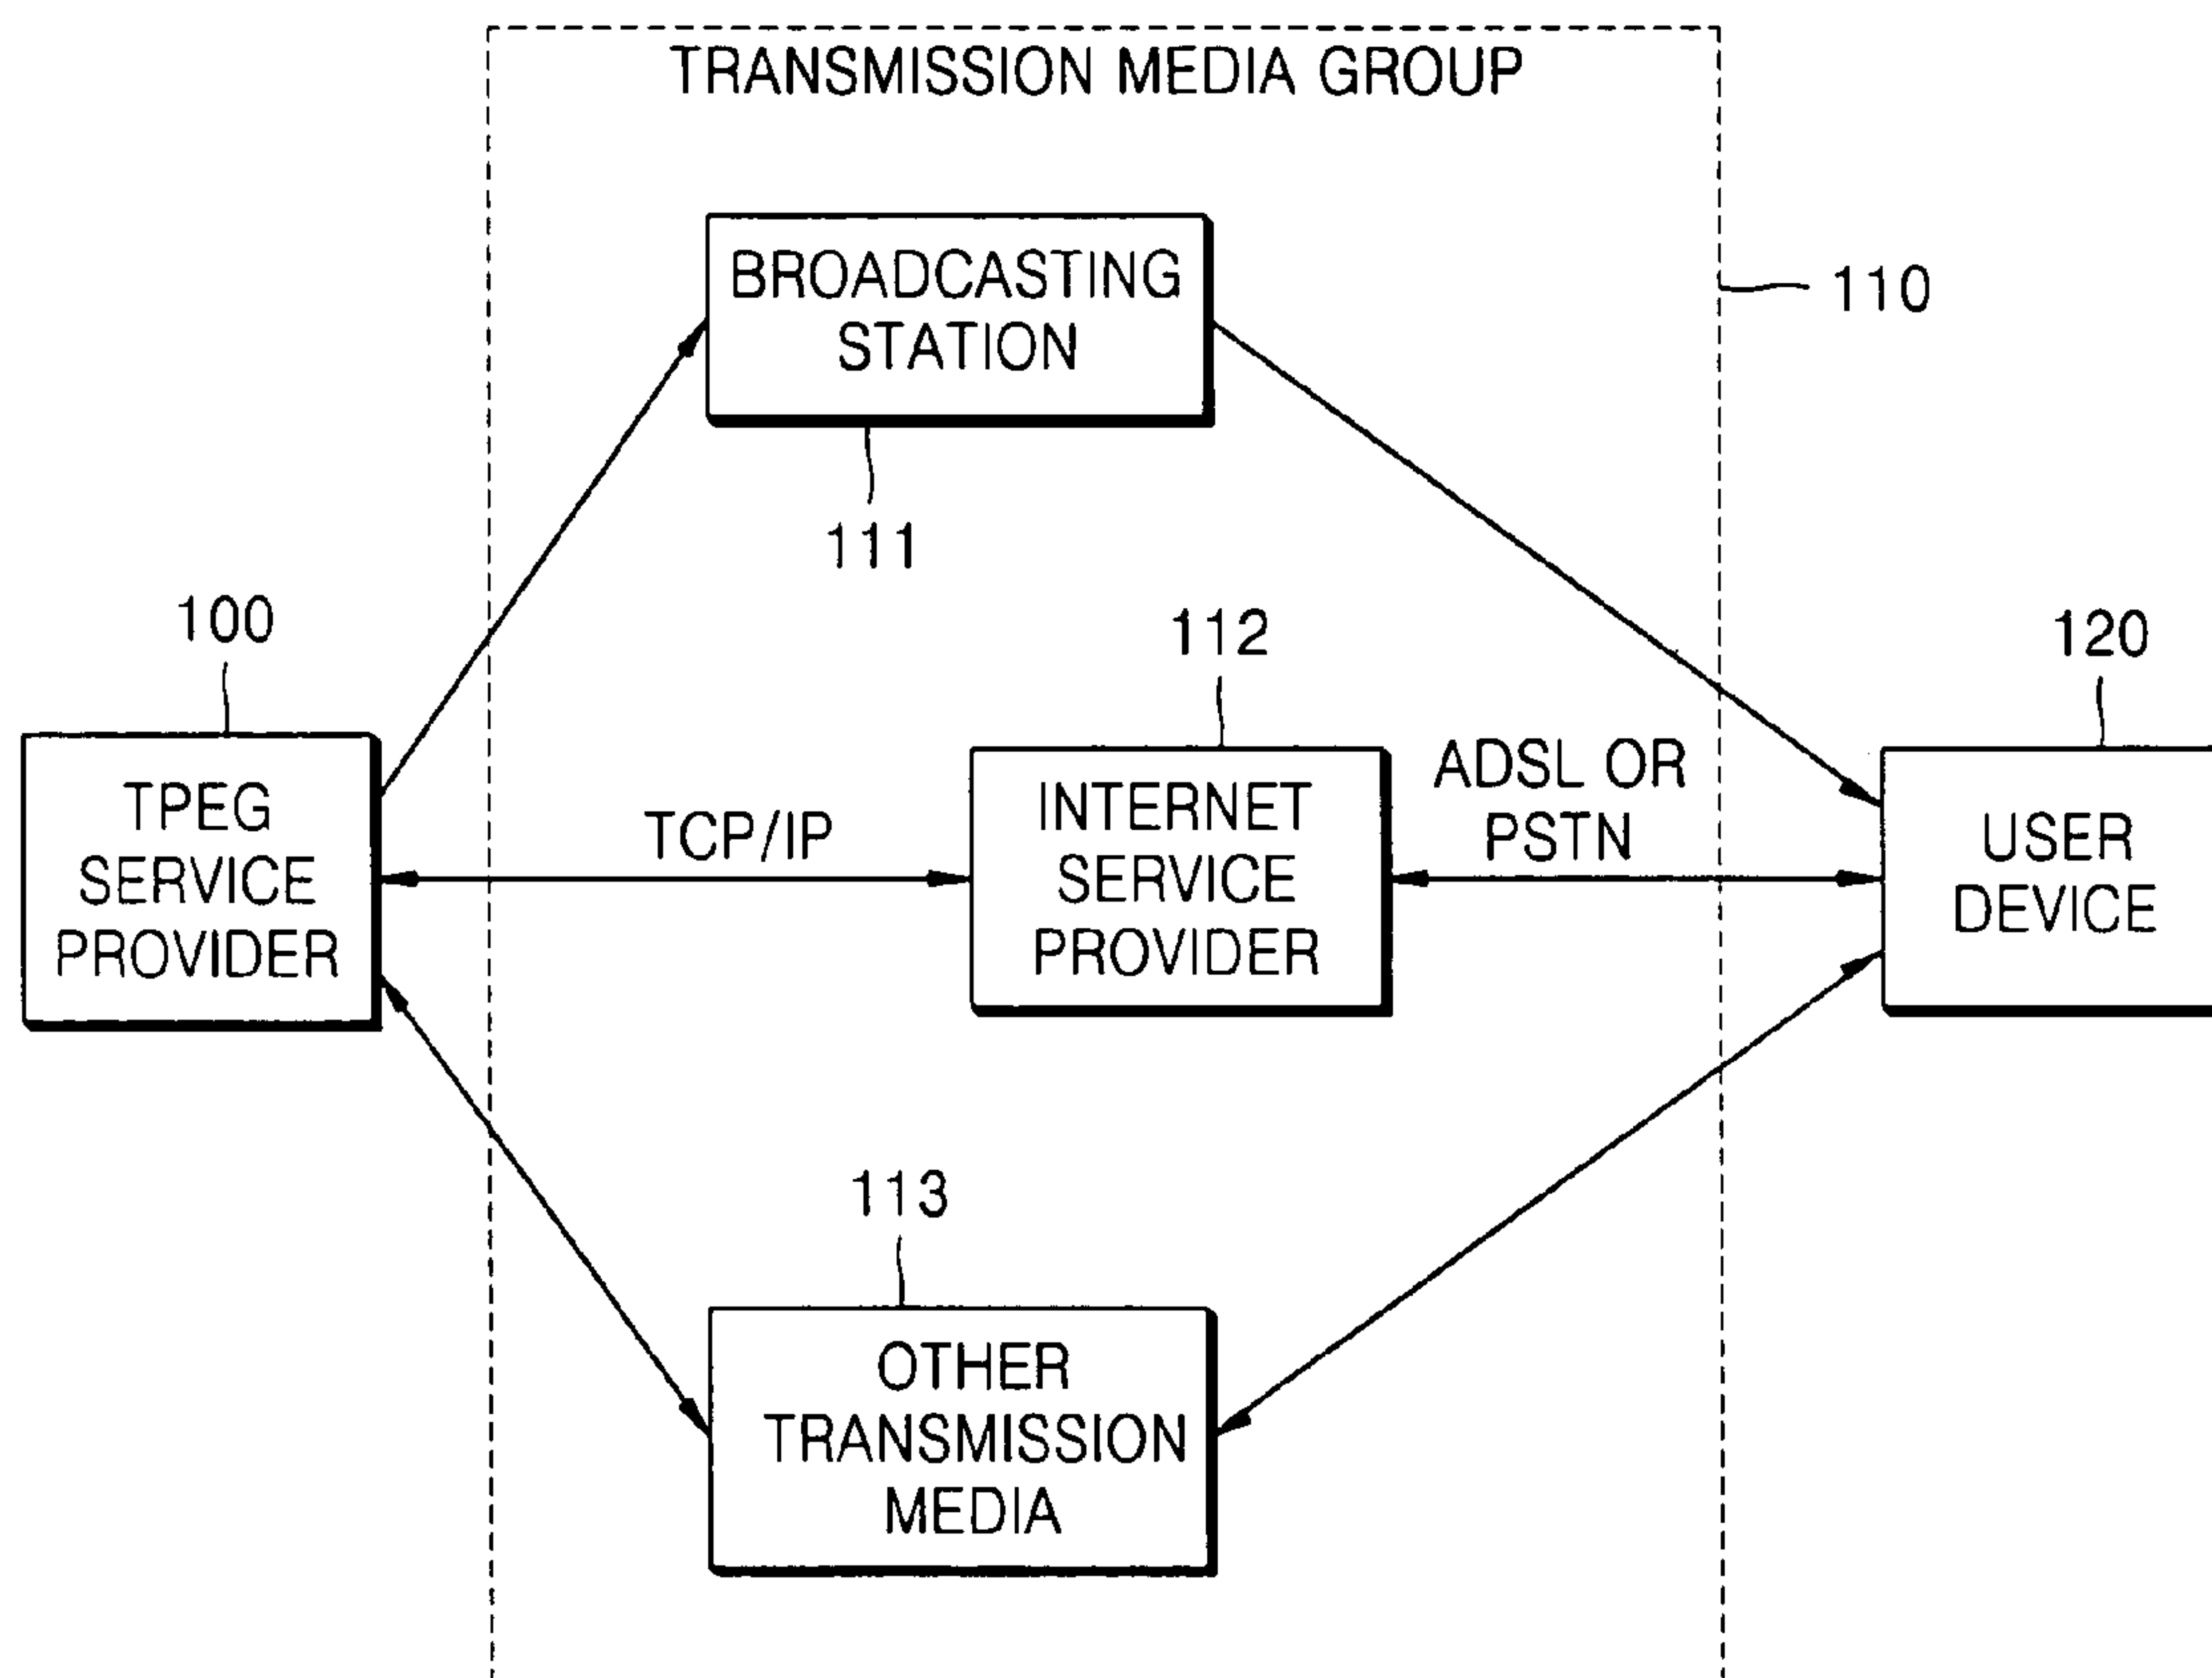 TRANSMISSION MEDIA GROUP
BROADCASTING
STATION
110
111
100
112
120
TPEG
SERVICE
PROVIDER
TCP/IP
INTERNET
SERVICE
PROVIDER
ADSL OR
PSTN
USER
DEVICE
113
OTHER
TRANSMISSION
MEDIA